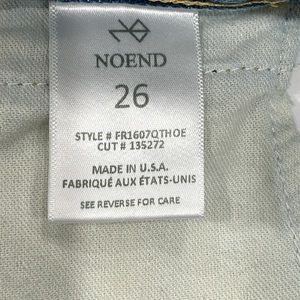 NOEND
26
STYLE # FR1607QTHOE
CUT # 135272
MADE IN U.S.A.
FABRIQUÉ AUX ÉTATS-UNIS
SEE REVERSE FOR CARE